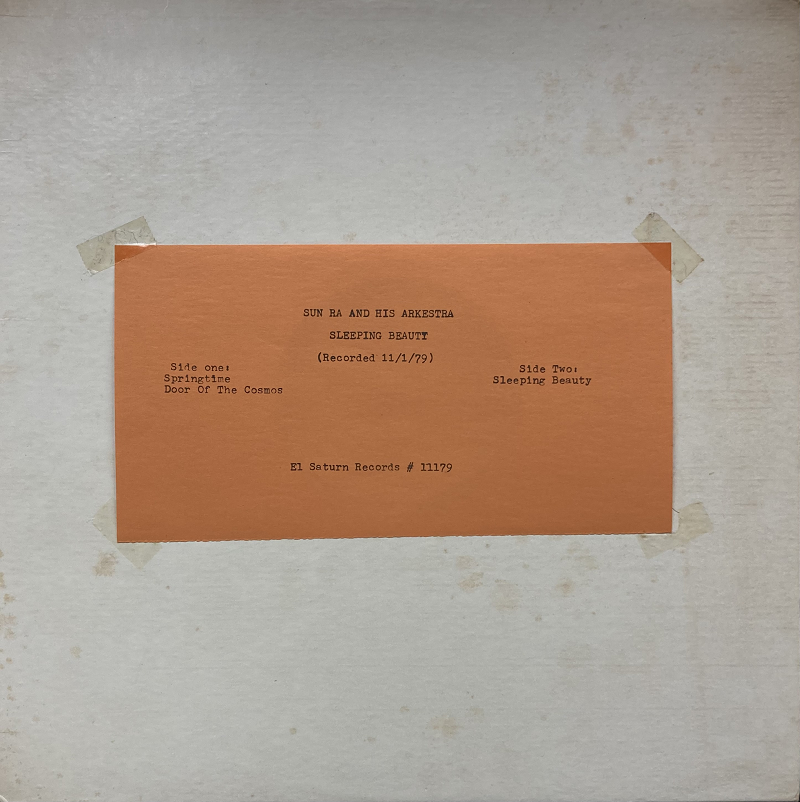 SUN RA AND HIS ARKESTRA
SLEEPING BEAUTY
(Recorded 11/1/79)
Side one:
Springtime
Door Of The Cosmos
Side Two:
Sleeping Beauty
El Saturn Records # 11179